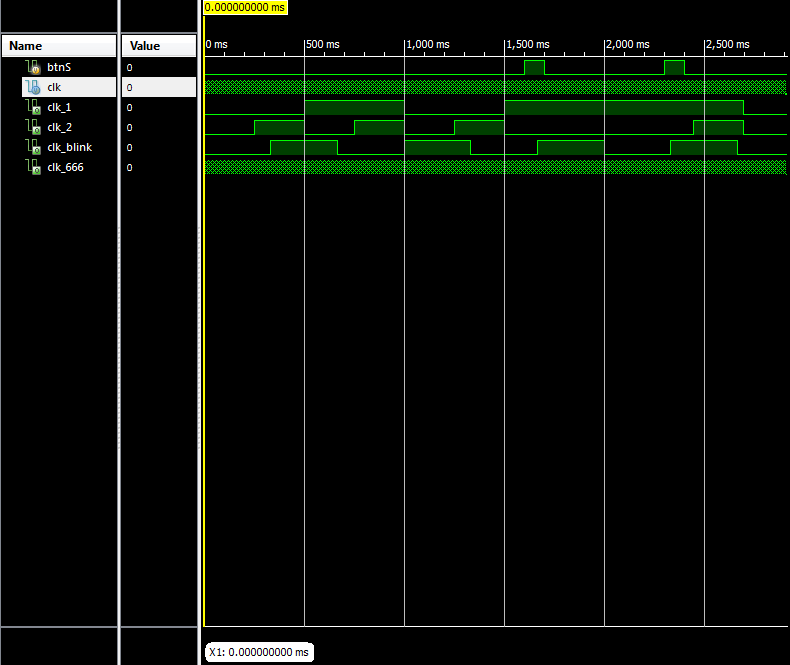 0.000000000 ms
Name Value
0 ms 500 ms 1,000 ms 1,500 ms 2,000 ms 2,500 ms
btnS 0
clk 0
clk_1 0
clk_2 0
clk_blink 0
clk_666 0
X1: 0.000000000 ms